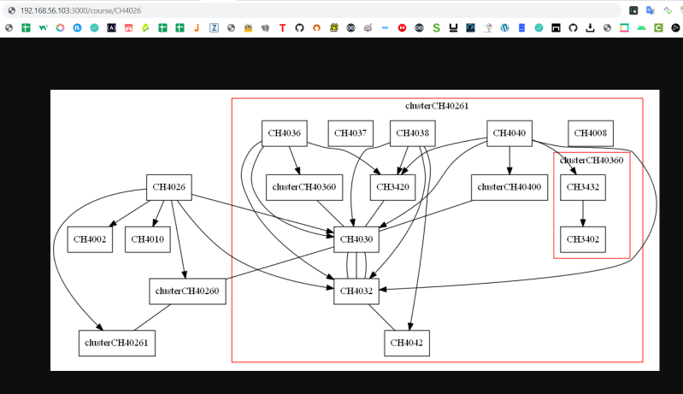 192.168.56.103:3000/course/CH4026
clusterCH40261
CH4036
CH4037
CH4038
CH4040
CH4008
clusterCH40360
CH4026
clusterCH40360
CH3420
clusterCH40400
CH3432
CH4002
CH4010
CH4030
CH3402
clusterCH40260
CH4032
clusterCH40261
CH4042